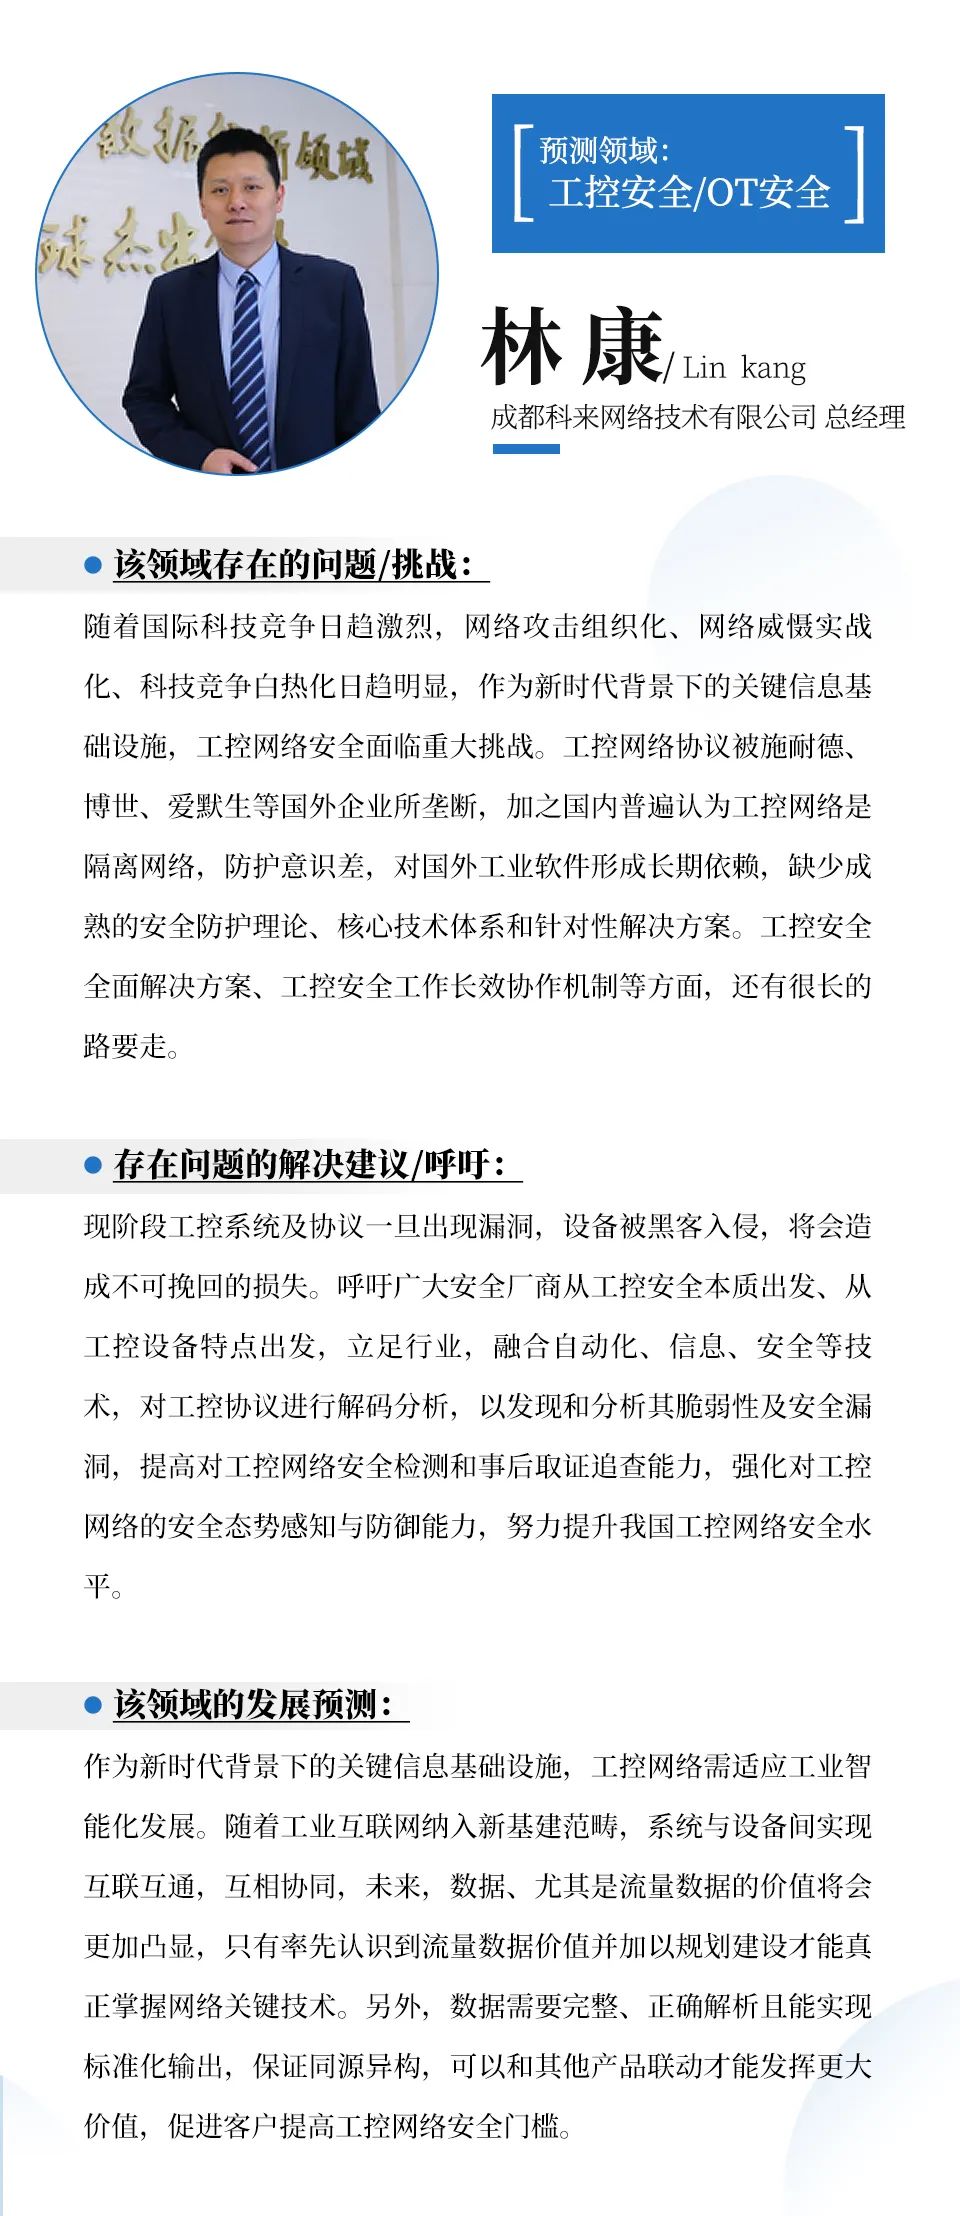 数据
析领域
球杰出
预测领域：
工控安全/OT安全
林康/ Lin kang
成都科来网络技术有限公司 总经理
该领域存在的问题/挑战：
随着国际科技竞争日趋激烈，网络攻击组织化、网络威慑实战
化、科技竞争白热化日趋明显，作为新时代背景下的关键信息基
础设施，工控网络安全面临重大挑战。工控网络协议被施耐德、
博世、爱默生等国外企业所垄断，加之国内普遍认为工控网络是
隔离网络，防护意识差，对国外工业软件形成长期依赖，缺少成
熟的安全防护理论、核心技术体系和针对性解决方案。工控安全
全面解决方案、工控安全工作长效协作机制等方面，还有很长的
路要走。
存在问题的解决建议/呼吁：
现阶段工控系统及协议一旦出现漏洞，设备被黑客入侵，将会造
成不可挽回的损失。呼吁广大安全厂商从工控安全本质出发、从
工控设备特点出发，立足行业，融合自动化、信息、安全等技
术，对工控协议进行解码分析，以发现和分析其脆弱性及安全漏
洞，提高对工控网络安全检测和事后取证追查能力，强化对工控
网络的安全态势感知与防御能力，努力提升我国工控网络安全水
平。
该领域的发展预测：
作为新时代背景下的关键信息基础设施，工控网络需适应工业智
能化发展。随着工业互联网纳入新基建范畴，系统与设备间实现
互联互通，互相协同，未来，数据、尤其是流量数据的价值将会
更加凸显，只有率先认识到流量数据价值并加以规划建设才能真
正掌握网络关键技术。另外，数据需要完整、正确解析且能实现
标准化输出，保证同源异构，可以和其他产品联动才能发挥更大
价值，促进客户提高工控网络安全门槛。